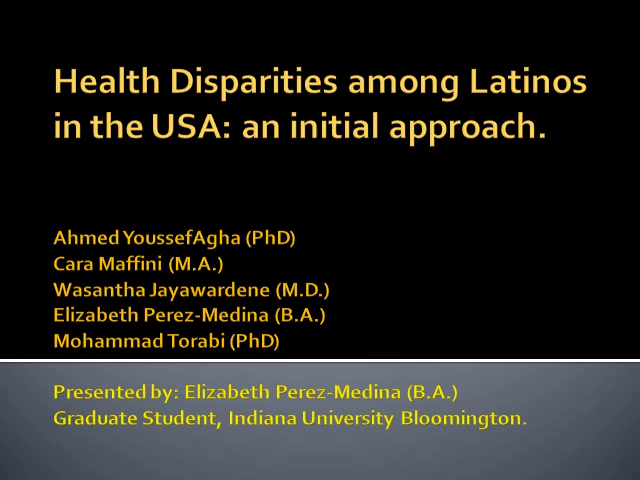 Health Disparities among Latinos
in the USA: an initial approach.
Ahmed YoussefAgha (PhD)
Cara Maffini (M.A.)
Wasantha Jayawardene (M.D.)
Elizabeth Perez-Medina (B.A.)
Mohammad Torabi (PhD)
Presented by: Elizabeth Perez-Medina (B.A.)
Graduate Student, Indiana University Bloomington.